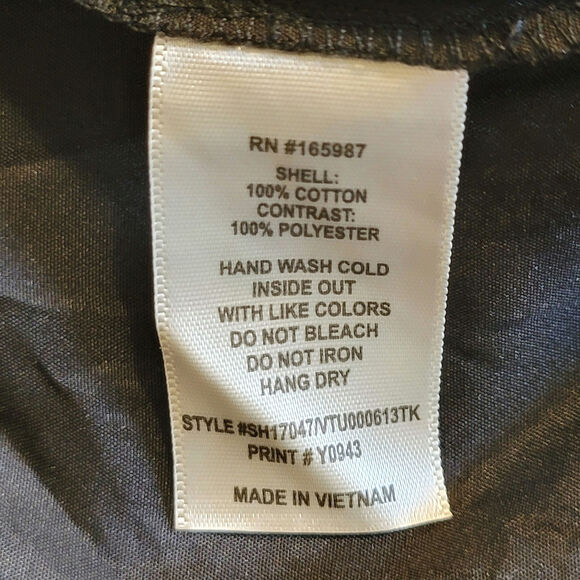 RN #165987
SHELL:
100% COTTON
CONTRAST:
100% POLYESTER
HAND WASH COLD
INSIDE OUT
WITH LIKE COLORS
DO NOT BLEACH
DO NOT IRON
HANG DRY
STYLE #SH17047/VTU000613TK
PRINT # Y0943
MADE IN VIETNAM